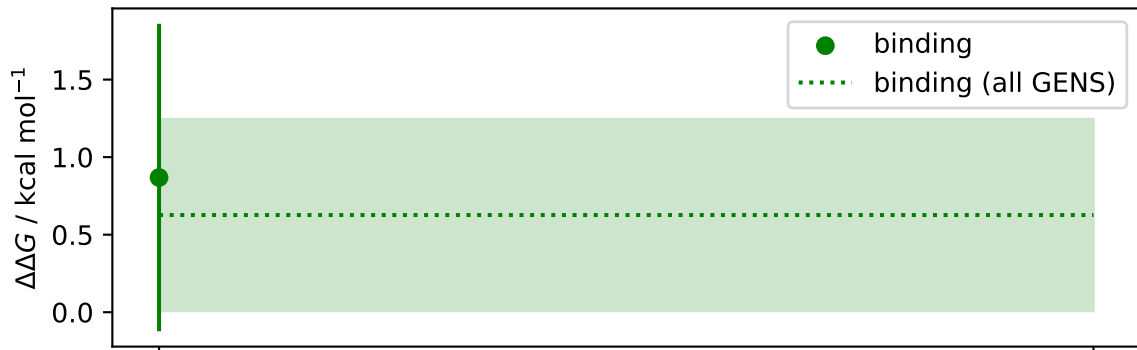 ΔΔG / kcal mol⁻¹
1.5
1.0
0.5
0.0
binding
binding (all GENS)